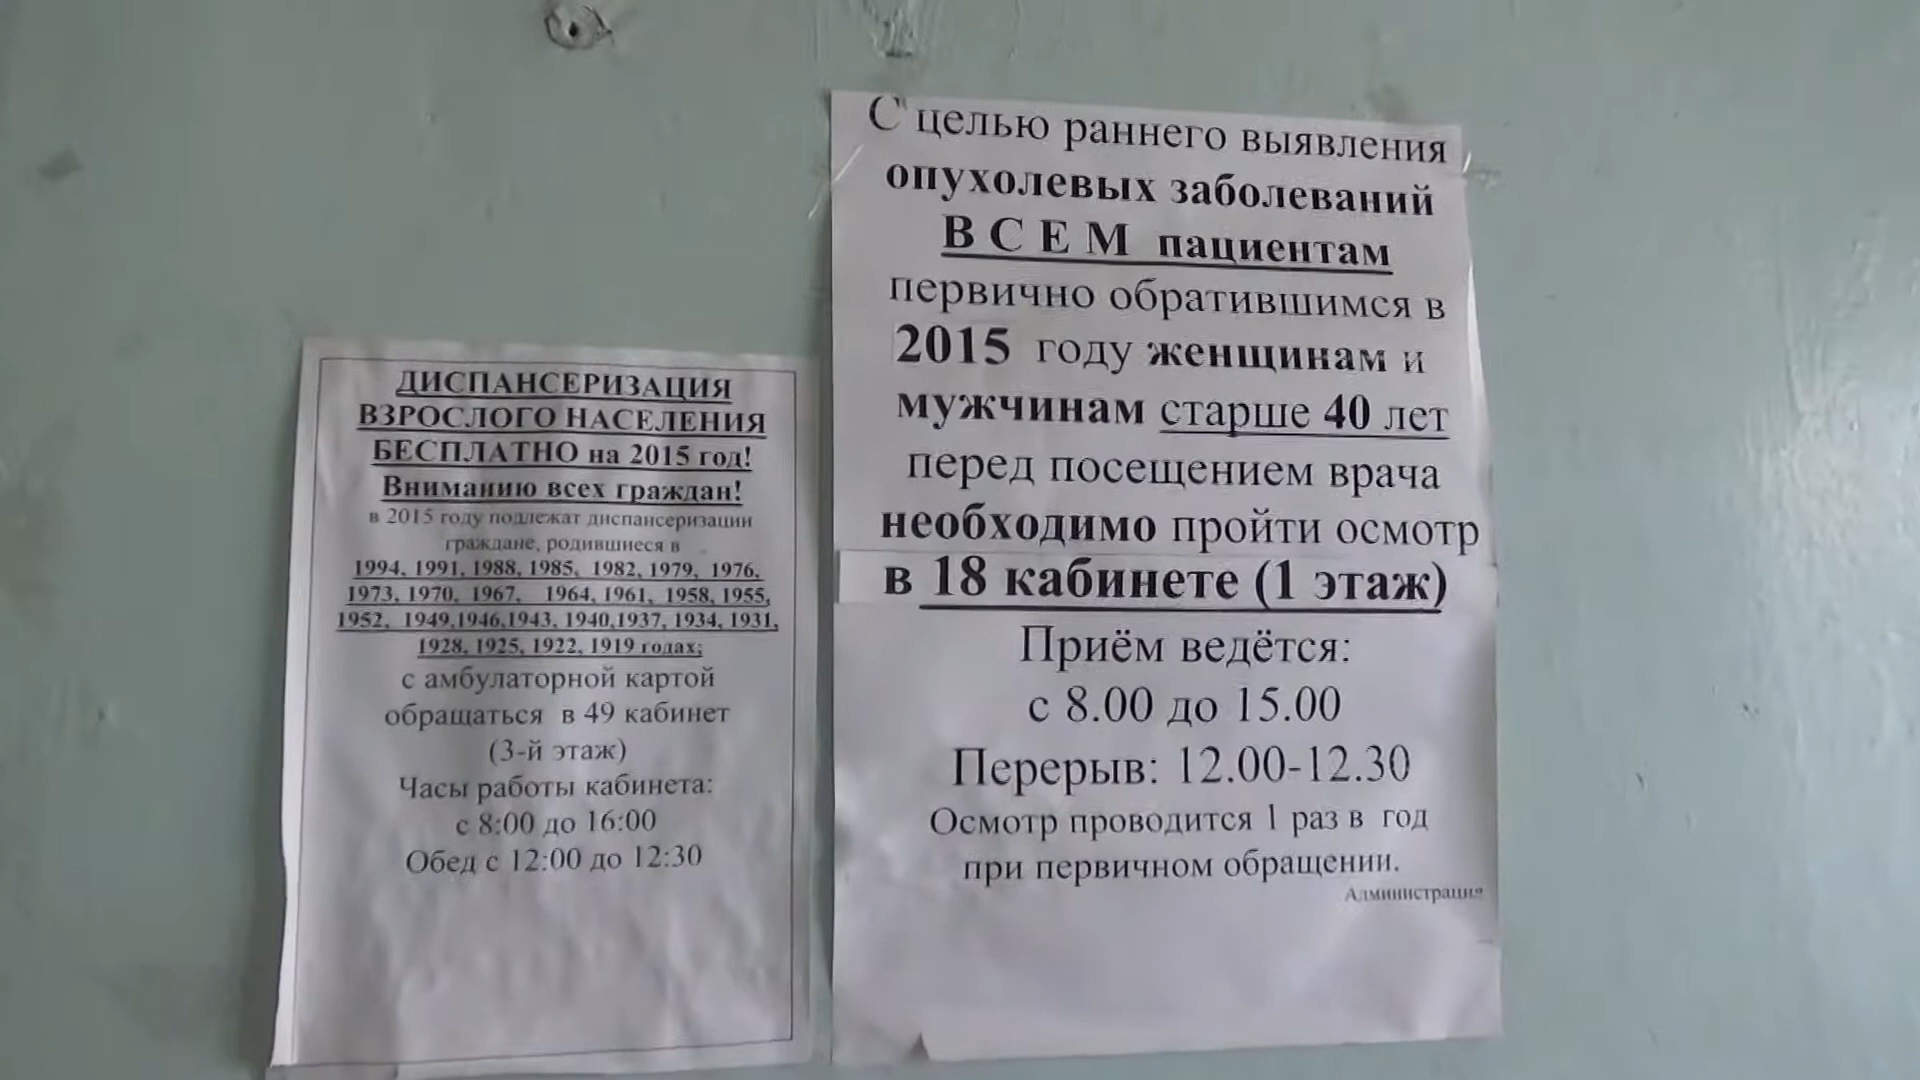 ДИСПАНСЕРИЗАЦИЯ
ВЗРОСЛОГО НАСЕЛЕНИЯ
БЕСПЛАТНО на 2015 год!
Вниманию всех граждан!
в 2015 году подлежат диспансеризации
граждане, родившиеся в
1994, 1991, 1988, 1985, 1982, 1979, 1976,
1973, 1970, 1967, 1964, 1961, 1958, 1955,
1952, 1949,1946,1943, 1940,1937, 1934, 1931,
1928, 1925, 1922, 1919 годах;
с амбулаторной картой
обращаться в 49 кабинет
(3-й этаж)
Часы работы кабинета:
с 8:00 до 16:00
Обед с 12:00 до 12:30
С целью раннего выявления
опухолевых заболеваний
В С Е М пациентам
первично обратившимся в
2015 году женщинам и
мужчинам старше 40 лет
перед посещением врача
необходимо пройти осмотр
в 18 кабинете (1 этаж)
Приём ведётся:
с 8.00 до 15.00
Перерыв: 12.00-12.30
Осмотр проводится 1 раз в год
при первичном обращении.
Администрация